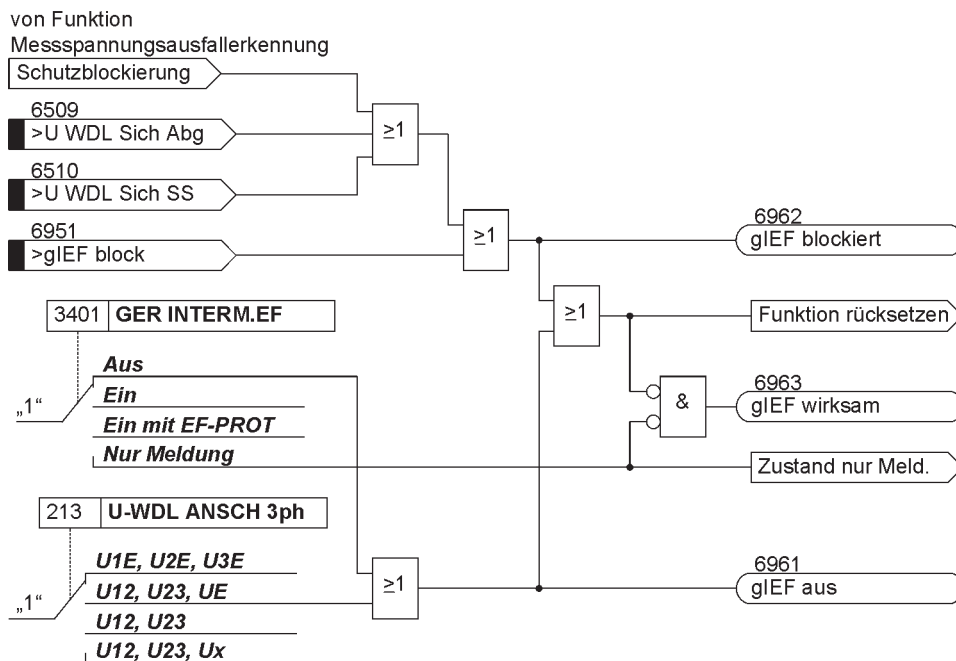 von Funktion
Messspannungsausfallerkennung
Schutzblockierung
6509
>U WDL Sich Abg
≥1
6510
>U WDL Sich SS
6951
>gIEF block
≥1
6962
gIEF blockiert
3401 GER INTERM.EF
≥1
Funktion rücksetzen
Aus
Ein
„1“
Ein mit EF-PROT
Nur Meldung
&
6963
gIEF wirksam
Zustand nur Meld.
213 U-WDL ANSCH 3ph
U1E, U2E, U3E
„1“
U12, U23, UE
U12, U23
U12, U23, Ux
≥1
6961
gIEF aus